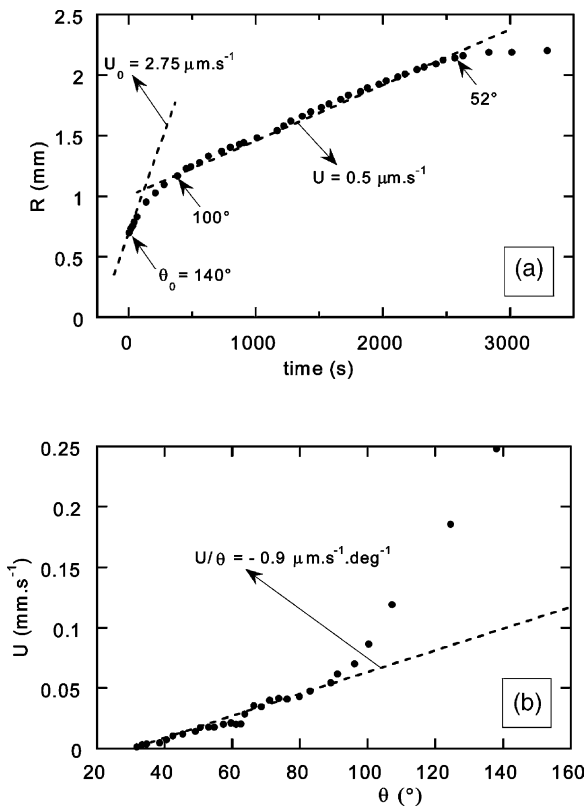 (a)
2.5
U₀ = 2.75 μm.s⁻¹
2
52°
1.5
R (mm)
U = 0.5 μm.s⁻¹
1
100°
0.5
θ₀ = 140°
0
0 1000 2000 3000
time (s)
(b)
0.25
0.2
U/θ = - 0.9 μm.s⁻¹.deg⁻¹
0.15
U (mm.s⁻¹)
0.1
0.05
0
20 40 60 80 100 120 140 160
θ (°)